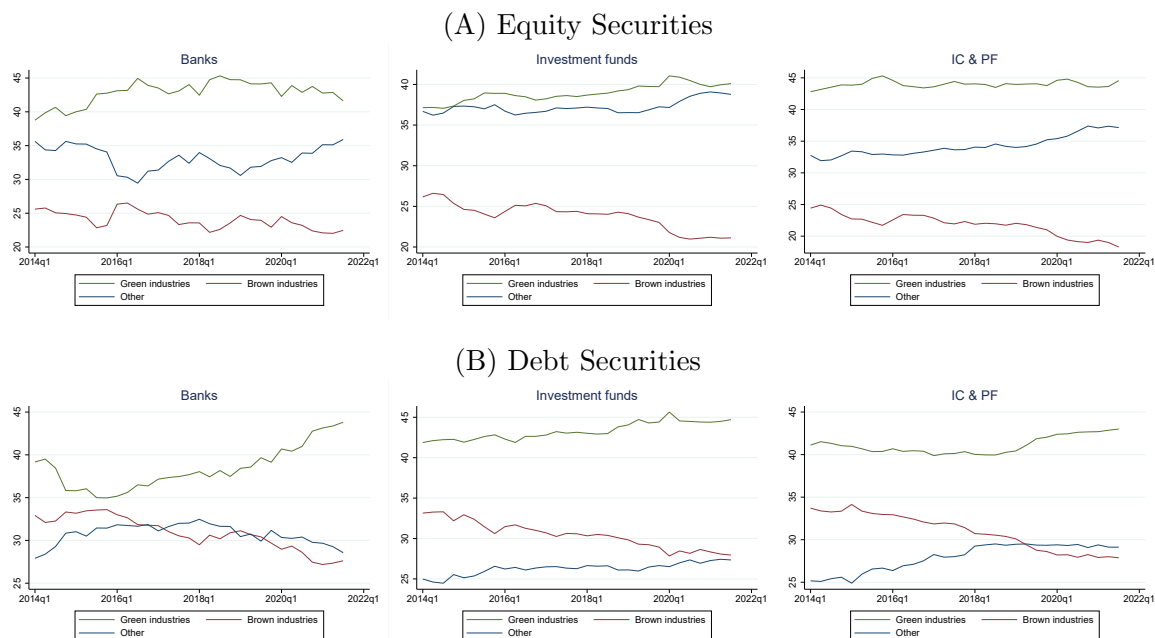 (A) Equity Securities
Banks
45
40
35
30
25
20
2014q1 2016q1 2018q1 2020q1 2022q1
Green industries Brown industries
Other
Investment funds
40
35
30
25
20
2014q1 2016q1 2018q1 2020q1 2022q1
Green industries Brown industries
Other
IC & PF
45
40
35
30
25
20
2014q1 2016q1 2018q1 2020q1 2022q1
Green industries Brown industries
Other
(B) Debt Securities
Banks
45
40
35
30
25
2014q1 2016q1 2018q1 2020q1 2022q1
Green industries Brown industries
Other
Investment funds
45
40
35
30
25
2014q1 2016q1 2018q1 2020q1 2022q1
Green industries Brown industries
Other
IC & PF
45
40
35
30
25
2014q1 2016q1 2018q1 2020q1 2022q1
Green industries Brown industries
Other